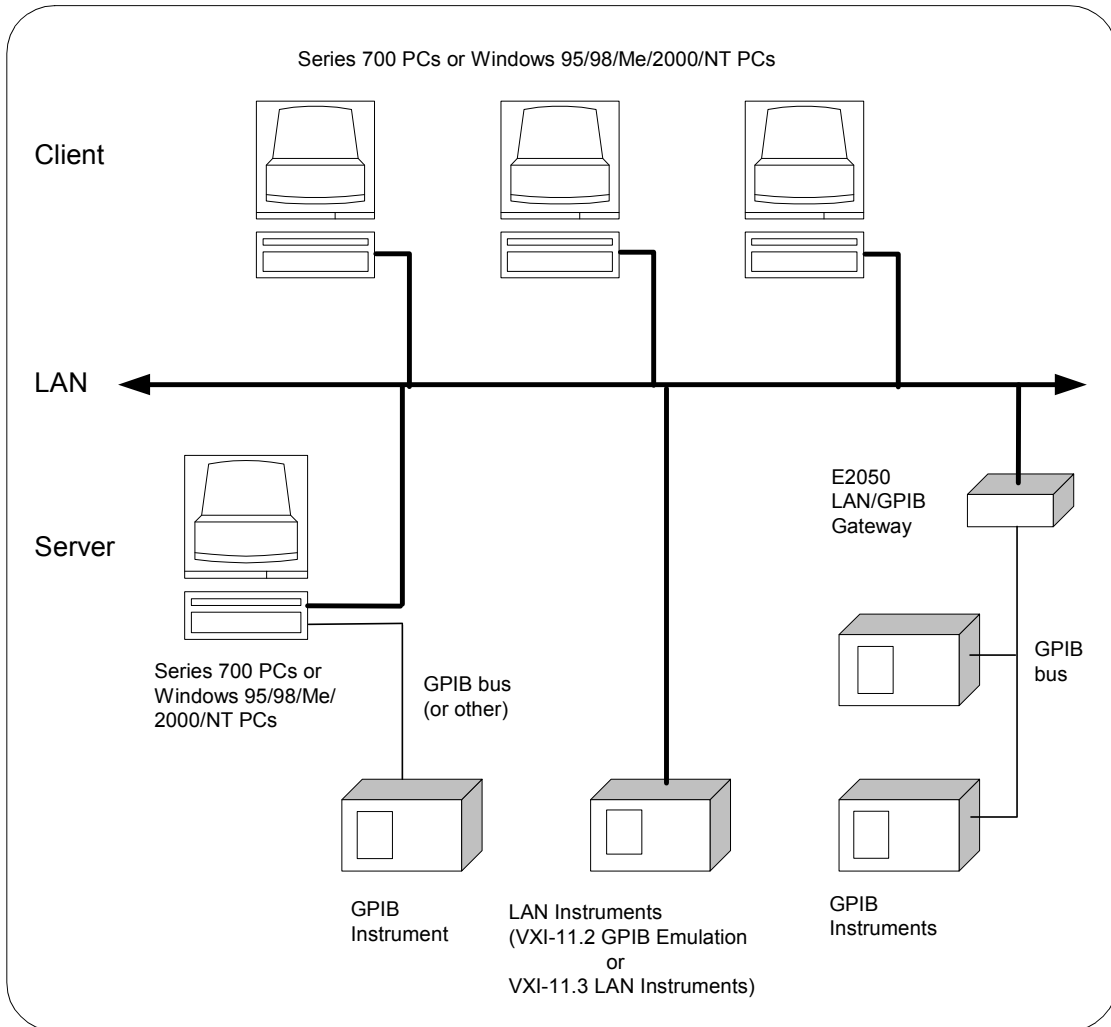 Series 700 PCs or Windows 95/98/Me/2000/NT PCs
Client
LAN
E2050
LAN/GPIB
Gateway
Server
Series 700 PCs or
Windows 95/98/Me/
2000/NT PCs
GPIB bus
(or other)
GPIB
bus
GPIB
Instrument
LAN Instruments
(VXI-11.2 GPIB Emulation
or
VXI-11.3 LAN Instruments)
GPIB
Instruments